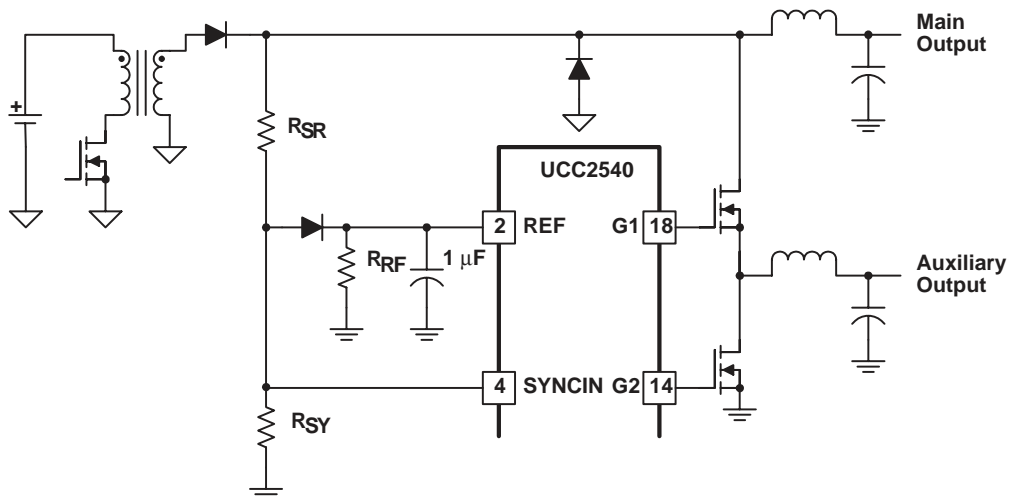 Main
Output
+
RSR
UCC2540
2 REF G1 18
RRF 1 μF
Auxiliary
Output
4 SYNCIN G2 14
RSY